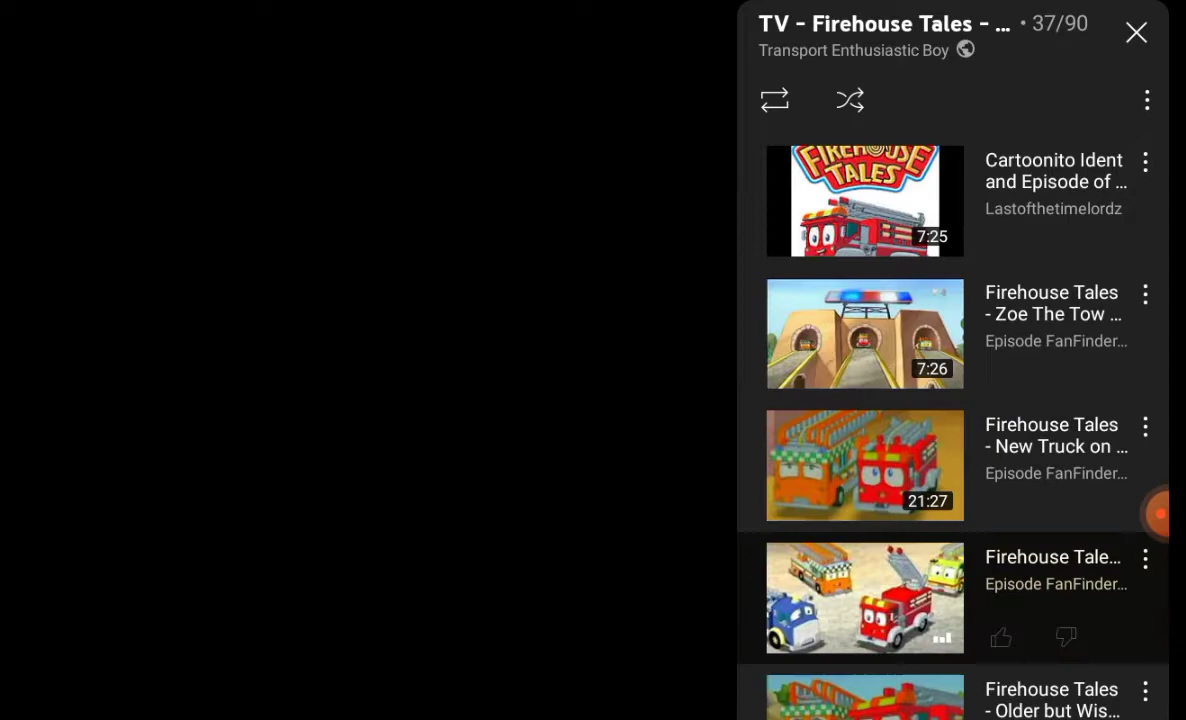 TV - Firehouse Tales - ... • 37/90
Transport Enthusiastic Boy
FIREHOUSE
TALES
7:25
Cartoonito Ident
and Episode of ...
Lastofthetimelordz
7:26
Firehouse Tales
- Zoe The Tow ...
Episode FanFinder...
21:27
Firehouse Tales
- New Truck on ...
Episode FanFinder...
Firehouse Tale...
Episode FanFinder...
Firehouse Tales
- Older but Wis...